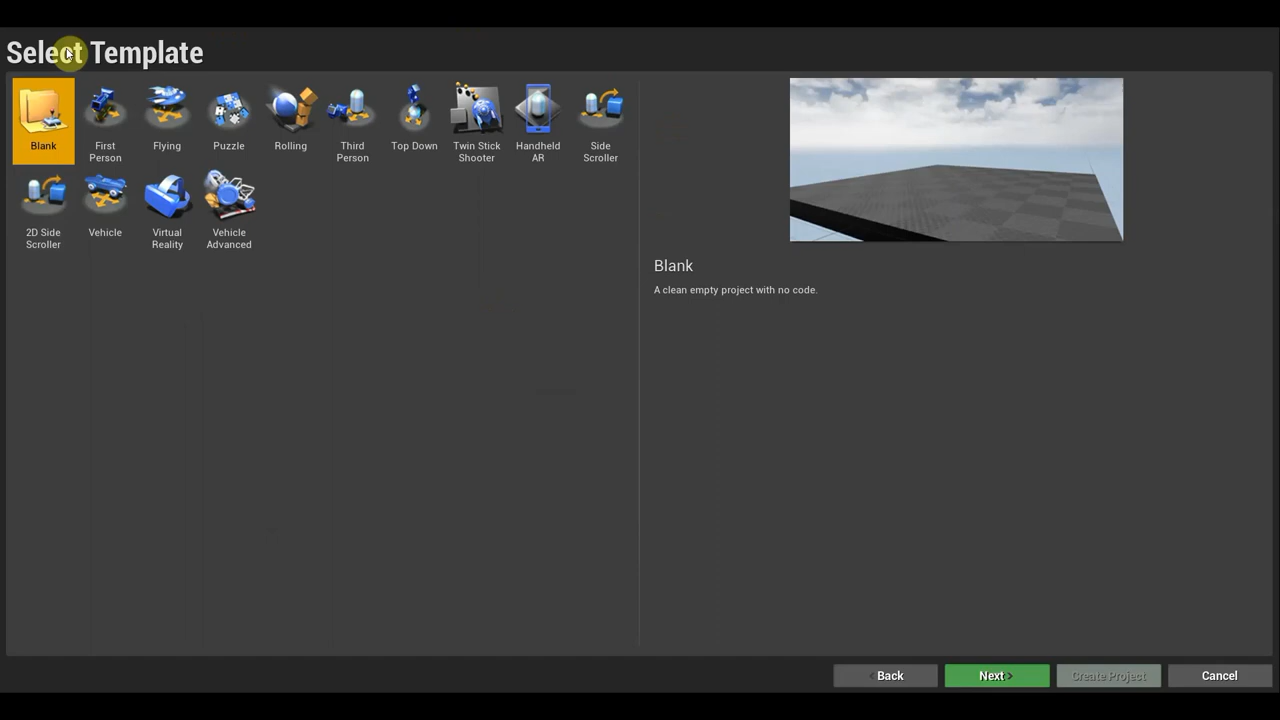 Select Template
Blank
First
Person
Flying
Puzzle
Rolling
Third
Person
Top Down
Twin Stick
Shooter
Handheld
AR
Side
Scroller
2D Side
Scroller
Vehicle
Virtual
Reality
Vehicle
Advanced
Blank
A clean empty project with no code.
Back
Next >
Create Project
Cancel